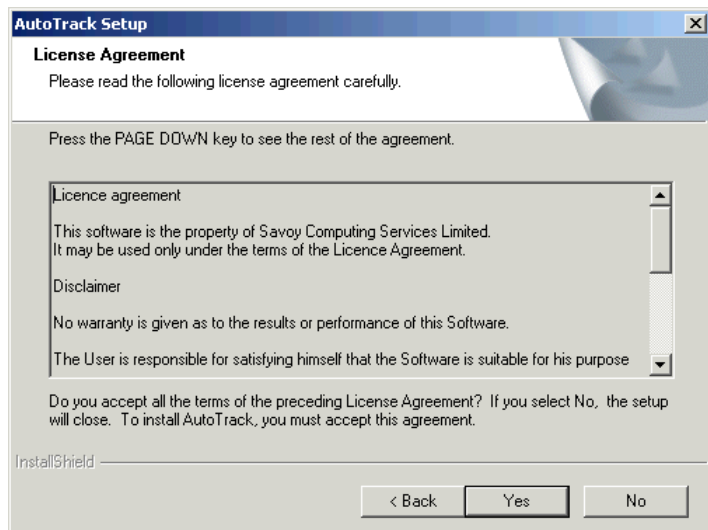 AutoTrack Setup
License Agreement
Please read the following license agreement carefully.
Press the PAGE DOWN key to see the rest of the agreement.
Licence agreement
This software is the property of Savoy Computing Services Limited.
It may be used only under the terms of the Licence Agreement.
Disclaimer
No warranty is given as to the results or performance of this Software.
The User is responsible for satisfying himself that the Software is suitable for his purpose
Do you accept all the terms of the preceding License Agreement? If you select No, the setup
will close. To install AutoTrack, you must accept this agreement.
InstallShield
< Back
Yes
No